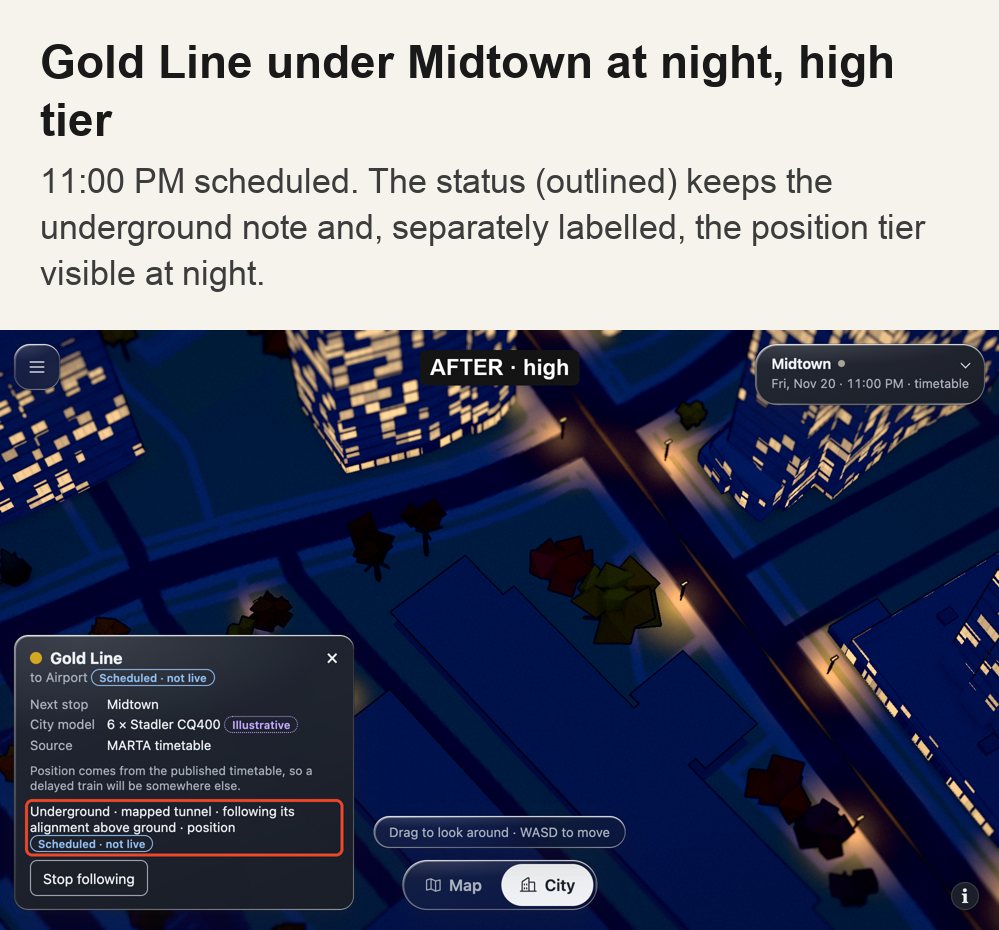 Gold Line under Midtown at night, high
tier
11:00 PM scheduled. The status (outlined) keeps the
underground note and, separately labelled, the position tier
visible at night.
AFTER · high
Midtown
Fri, Nov 20 · 11:00 PM · timetable
Gold Line
to Airport Scheduled · not live
Next stop Midtown
City model 6 × Stadler CQ400 Illustrative
Source MARTA timetable
Position comes from the published timetable, so a
delayed train will be somewhere else.
Underground · mapped tunnel · following its
alignment above ground · position
Scheduled · not live
Stop following
Drag to look around · WASD to move
Map City
i